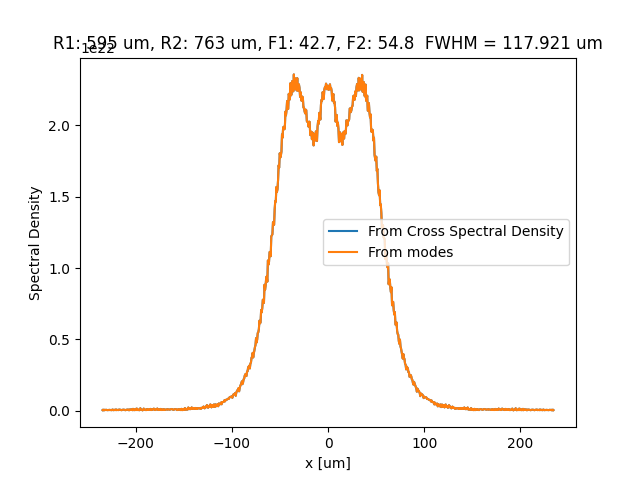 R1: 595 um, R2: 763 um, F1: 42.7, F2: 54.8  FWHM = 117.921 um
1e22
2.0
1.5
1.0
0.5
0.0
Spectral Density
From Cross Spectral Density
From modes
−200
−100
0
100
200
x [um]